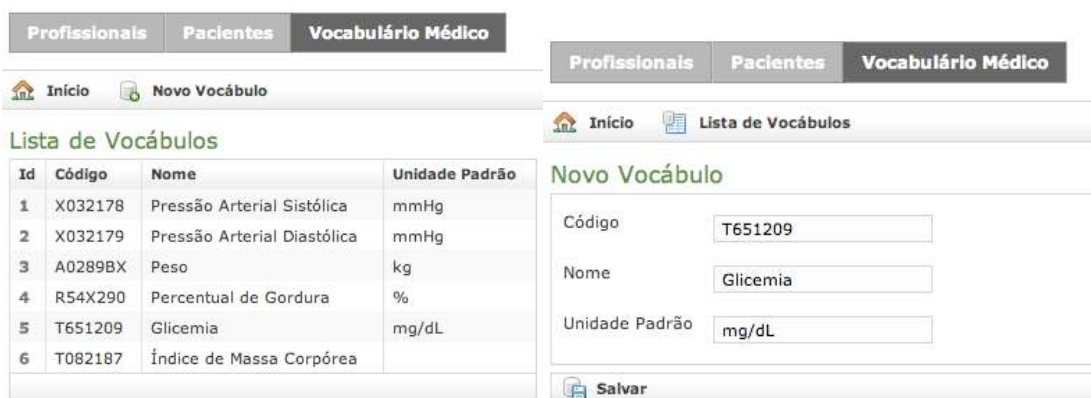 Profissionais Pacientes Vocabulário Médico
Início Novo Vocábulo
Lista de Vocábulos
Id Código Nome Unidade Padrão
1 X032178 Pressão Arterial Sistólica mmHg
2 X032179 Pressão Arterial Diastólica mmHg
3 A0289BX Peso kg
4 R54X290 Percentual de Gordura %
5 T651209 Glicemia mg/dL
6 T082187 Índice de Massa Corpórea
Profissionais Pacientes Vocabulário Médico
Início Lista de Vocábulos
Novo Vocábulo
Código T651209
Nome Glicemia
Unidade Padrão mg/dL
Salvar